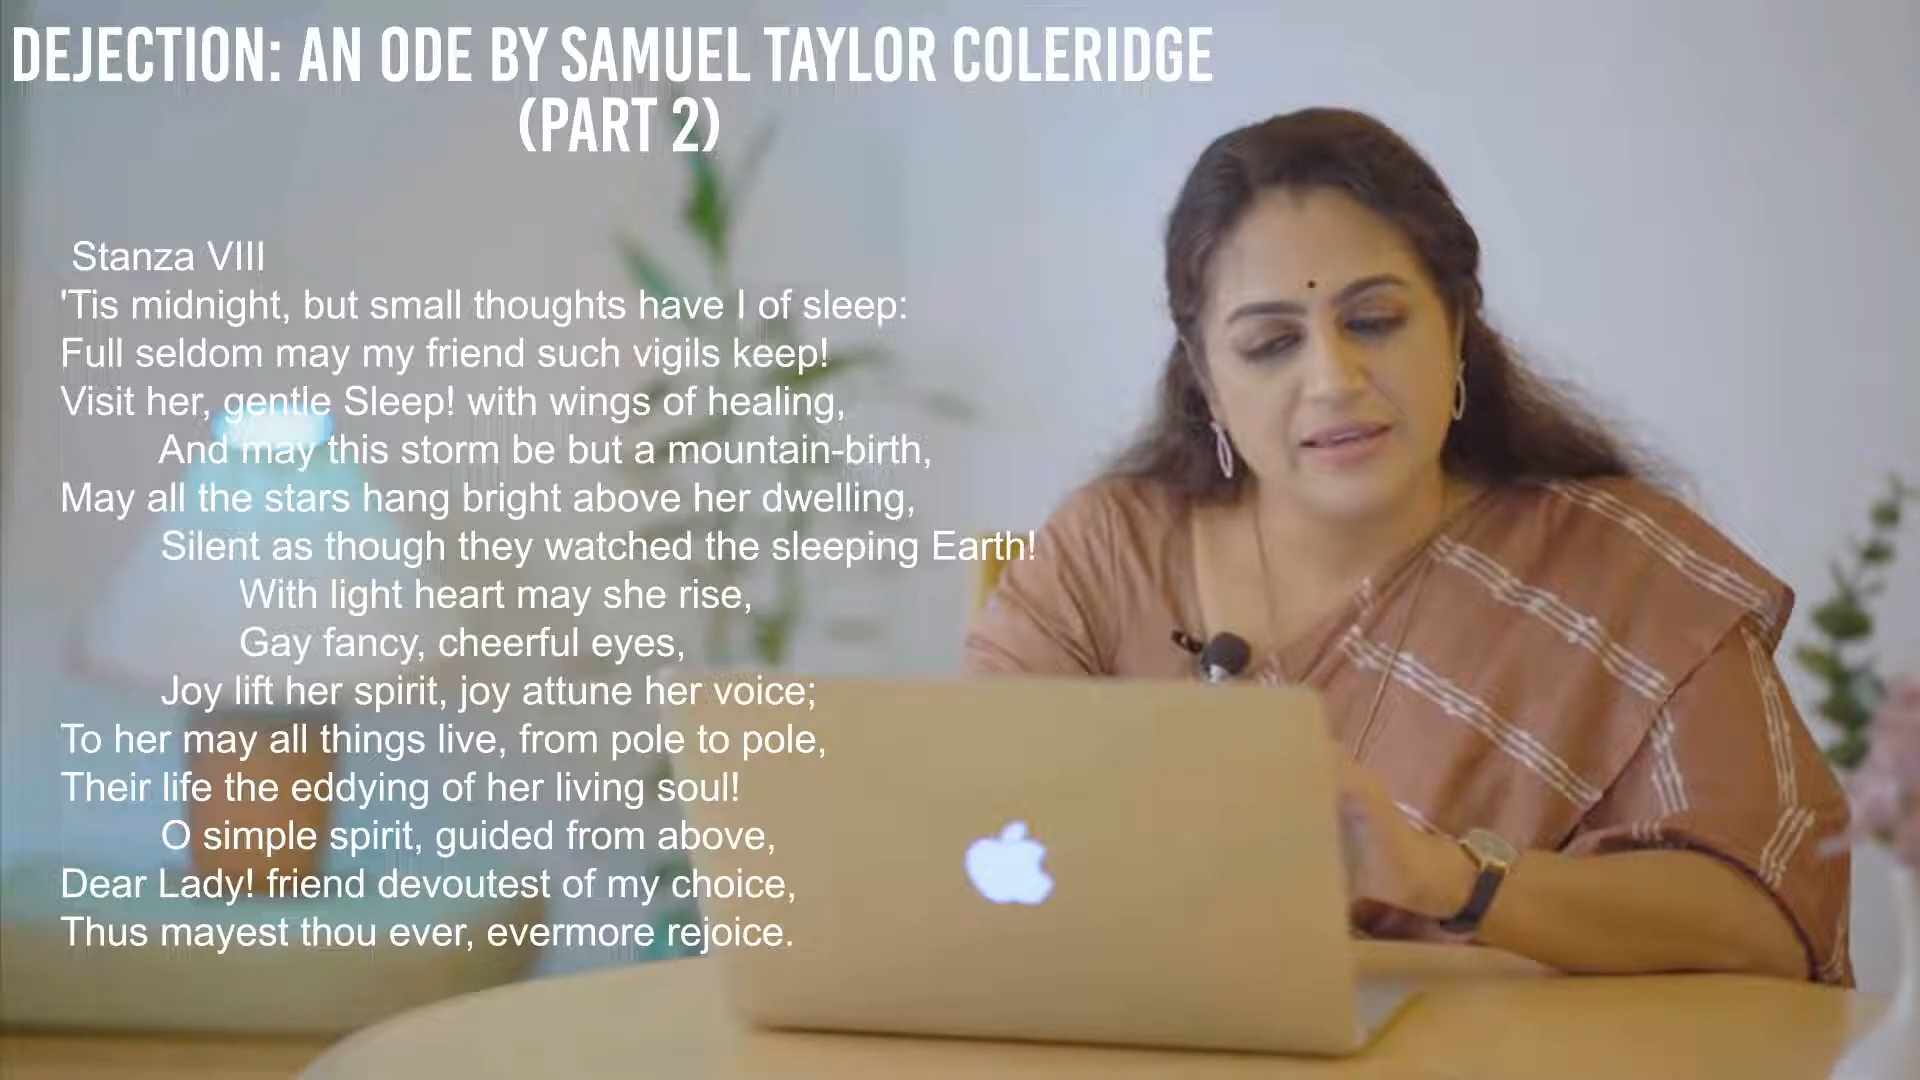 DEJECTION: AN ODE BY SAMUEL TAYLOR COLERIDGE
(PART 2)
Stanza VIII
'Tis midnight, but small thoughts have I of sleep:
Full seldom may my friend such vigils keep!
Visit her, gentle Sleep! with wings of healing,
And may this storm be but a mountain-birth,
May all the stars hang bright above her dwelling,
Silent as though they watched the sleeping Earth!
With light heart may she rise,
Gay fancy, cheerful eyes,
Joy lift her spirit, joy attune her voice;
To her may all things live, from pole to pole,
Their life the eddying of her living soul!
O simple spirit, guided from above,
Dear Lady! friend devoutest of my choice,
Thus mayest thou ever, evermore rejoice.